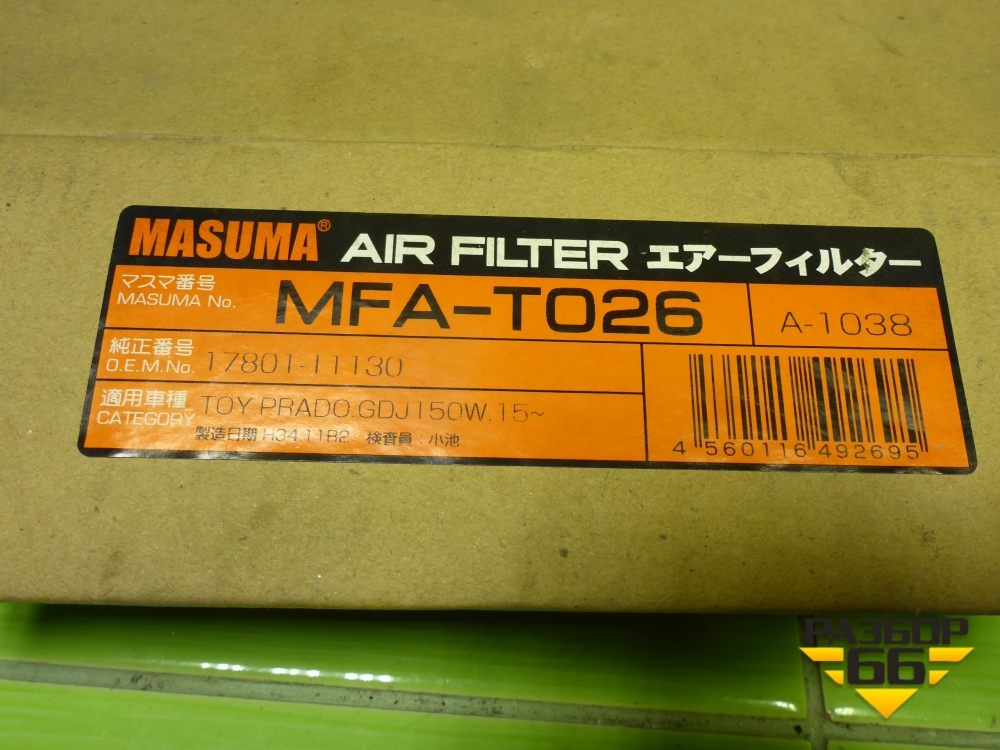 MASUMA® AIR FILTER エアーフィルター
マスマ番号
MASUMA No.
MFA-T026
A-1038
純正番号
O.E.M.No.
17801-11130
適用車種
CATEGORY
TOY PRADO.GDJ150W.15~
製造日期 H34.11B2 検査員:小池
4 560116 492695
РАЗБОР
66